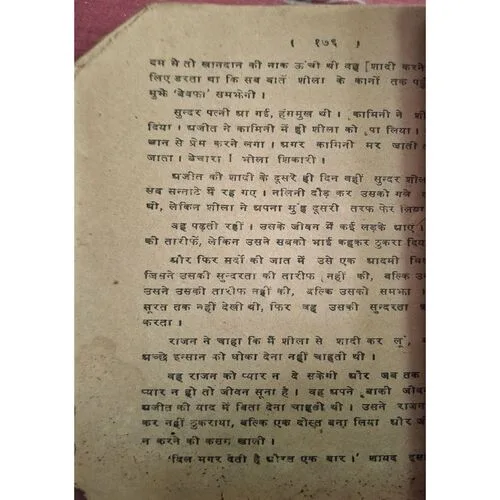 ( १७६ )
दम से तो खानदान की नाक ऊंची थी वह [शादी करने
लिए डरता था कि सब बातें शीला के कानों तक
मुझे 'बेवफा' समझेगी ।
सुन्दर पत्नी आ गई, हंसमुख थी । कामिनी ने
दिया । अजीत ने कामिनी में ही शीला को पा लिया ।
जान से प्रेम करने लगा । अगर कामिनी मर जाती
जाता । बेचारा ! भोला शिकारी ।
अजीत की शादी के दूसरे ही दिन वहीं सुन्दर
सब सन्नाटे में रह गए । नलिनी दौड़ कर उसको गले
थी, लेकिन शीला ने अपना मुंह दूसरी तरफ फेर लिया
वह पढ़ती रही । उसके जीवन में कई लड़के आए ।
की तारीफें, लेकिन उसने सबको भाई कहकर ठुकरा
और फिर मर्दों की जात में उसे एक आदमी
जिसने उसकी सुन्दरता की तारीफ नहीं की, बल्कि
उसने उसकी तारीफ नहीं की, बल्कि उसको समझा ।
सूरत तक नहीं देखी थी, फिर वह उसकी सुन्दरता
करता ।
राजन ने चाहा कि मैं शीला से शादी कर लूं,
अच्छे इन्सान को धोका देना नहीं चाहती थी ।
वह राजन को प्यार न दे सकेगी और जब तक
प्यार न हो तो जीवन सूना है । वह अपने बाकी
अजीत की याद में बिता देना चाहती थी । उसने राजन
कर नहीं ठुकराया, बल्कि एक दोस्त बना लिया और
न करने की कसम खाली ।
'दिल मगर देती है औरत एक बार ।' शायद